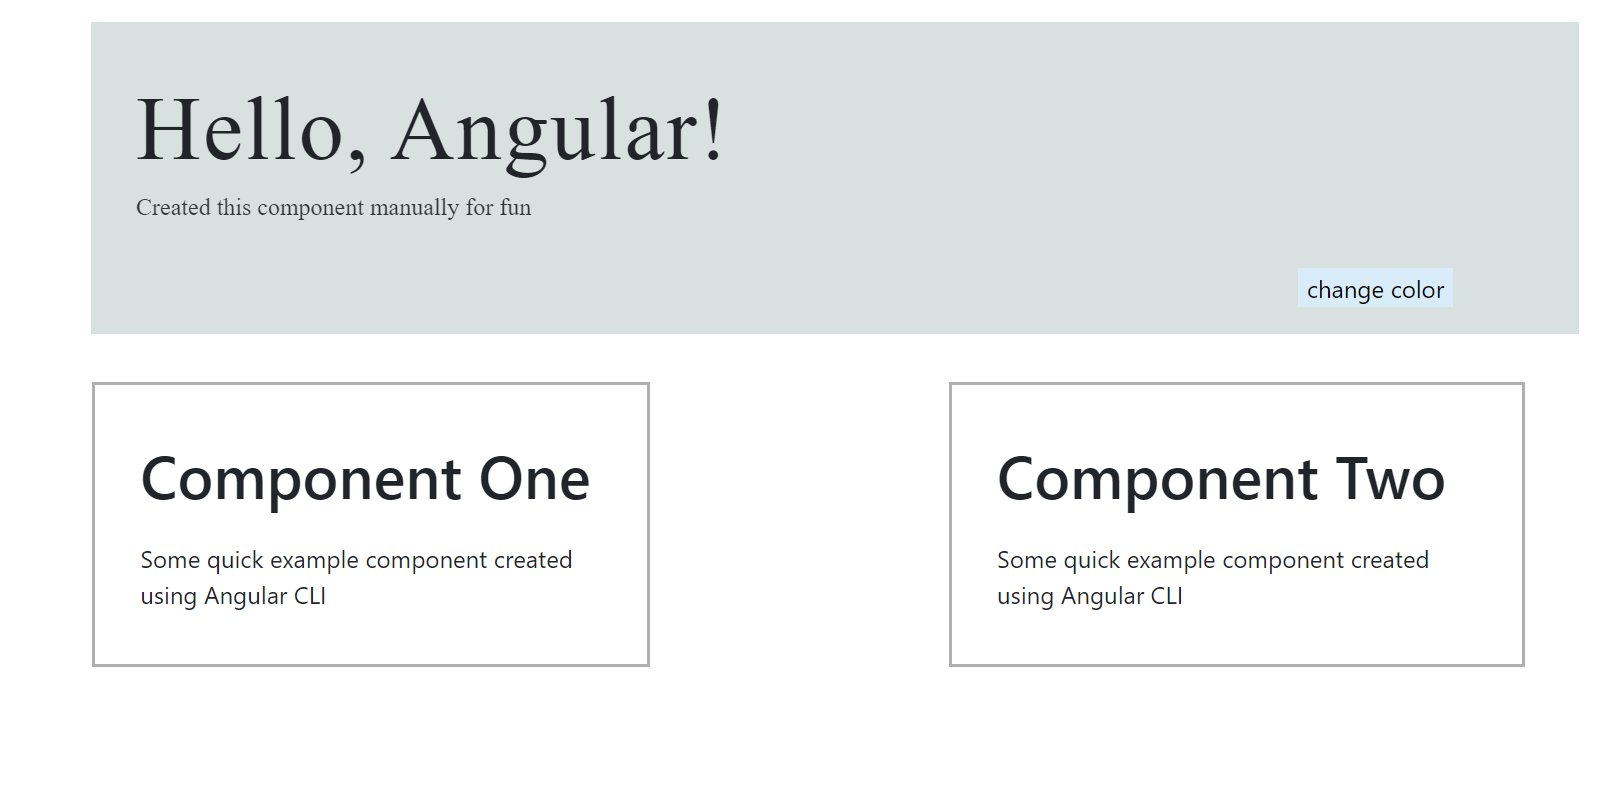 Hello, Angular!
Created this component manually for fun
change color
Component One
Some quick example component created
using Angular CLI
Component Two
Some quick example component created
using Angular CLI